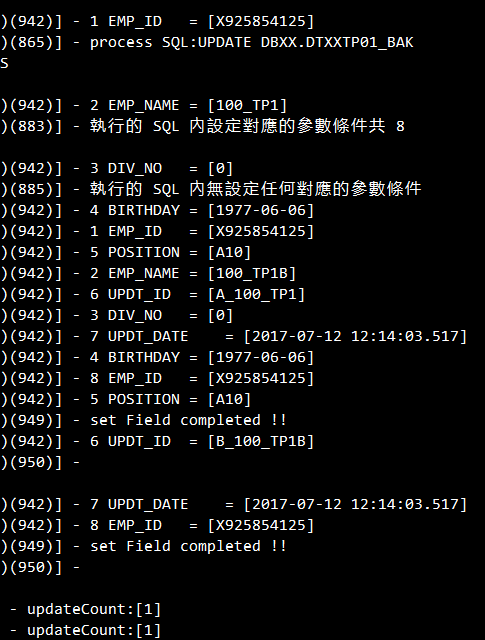 )(942)] - 1 EMP_ID   = [X925854125]
)(865)] - process SQL:UPDATE DBXX.DTXXTP01_BAK
S
)(942)] - 2 EMP_NAME = [100_TP1]
)(883)] - 執行的 SQL 內設定對應的參數條件共 8
)(942)] - 3 DIV_NO   = [0]
)(885)] - 執行的 SQL 內無設定任何對應的參數條件
)(942)] - 4 BIRTHDAY = [1977-06-06]
)(942)] - 1 EMP_ID   = [X925854125]
)(942)] - 5 POSITION = [A10]
)(942)] - 2 EMP_NAME = [100_TP1B]
)(942)] - 6 UPDT_ID  = [A_100_TP1]
)(942)] - 3 DIV_NO   = [0]
)(942)] - 7 UPDT_DATE    = [2017-07-12 12:14:03.517]
)(942)] - 4 BIRTHDAY = [1977-06-06]
)(942)] - 8 EMP_ID   = [X925854125]
)(942)] - 5 POSITION = [A10]
)(949)] - set Field completed !!
)(942)] - 6 UPDT_ID  = [B_100_TP1B]
)(950)] -
)(942)] - 7 UPDT_DATE    = [2017-07-12 12:14:03.517]
)(942)] - 8 EMP_ID   = [X925854125]
)(949)] - set Field completed !!
)(950)] -
- updateCount:[1]
- updateCount:[1]